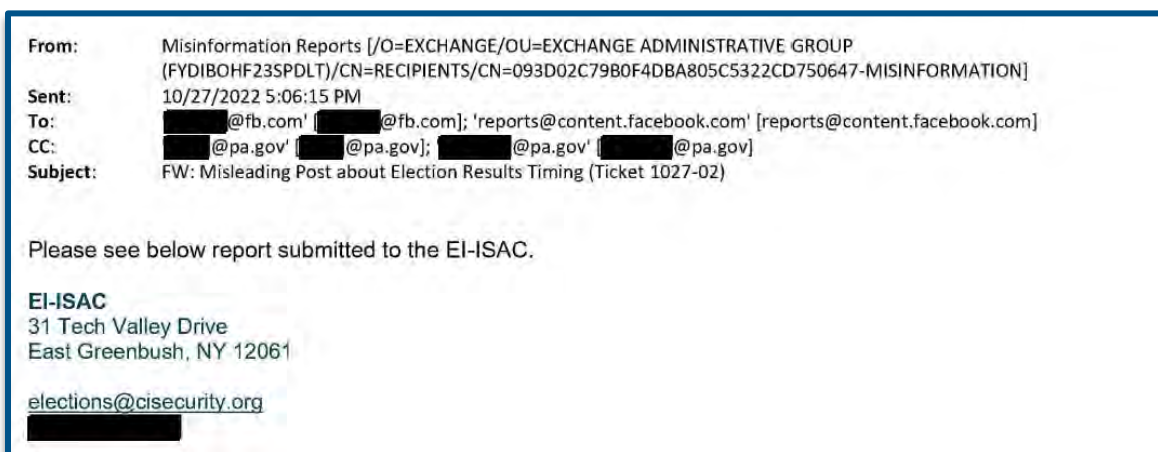 From: Misinformation Reports [/O=EXCHANGE/OU=EXCHANGE ADMINISTRATIVE GROUP
(FYDIBOHF23SPDLT)/CN=RECIPIENTS/CN=093D02C79B0F4DBA805C5322CD750647-MISINFORMATION]
Sent: 10/27/2022 5:06:15 PM
To: @fb.com' [ @fb.com]; 'reports@content.facebook.com' [reports@content.facebook.com]
CC: @pa.gov' [ @pa.gov]; @pa.gov' [ @pa.gov]
Subject: FW: Misleading Post about Election Results Timing (Ticket 1027-02)
Please see below report submitted to the EI-ISAC.
EI-ISAC
31 Tech Valley Drive
East Greenbush, NY 12061
elections@cisecurity.org